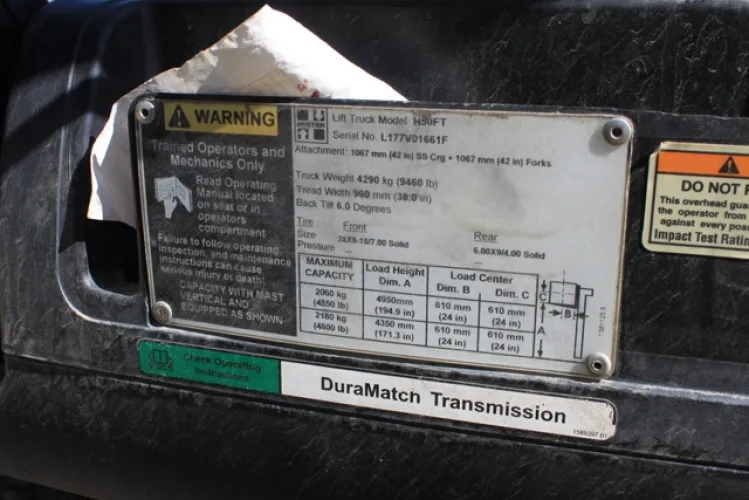 WARNING
Trained Operators and
Mechanics Only
Read Operating
Manual located
on seat or in
operators
compartment
Failure to follow operating,
inspection, and maintenance
instructions can cause
serious injury or death!
CAPACITY WITH MAST
VERTICAL AND
EQUIPPED AS SHOWN
HYSTER
Lift Truck Model H50FT
Serial No. L177V01661F
Attachment: 1067 mm (42 in) SS Crg + 1067 mm (42 in) Forks
Truck Weight 4290 kg (9460 lb)
Tread Width 960 mm (38.0 in)
Back Tilt 6.0 Degrees
Tire Front Rear
Size 28X9-15/7.00 Solid 6.00X9/4.00 Solid
Pressure
MAXIMUM CAPACITY Load Height Dim. A Load Center Dim. B Dim. C
2060 kg (4550 lb) 4950mm (194.9 in) 610 mm (24 in) 610 mm (24 in)
2180 kg (4800 lb) 4350 mm (171.3 in) 610 mm (24 in) 610 mm (24 in)
C
B
A
Check Operating
Instructions
DuraMatch Transmission
DO NOT
This overhead gua
the operator from
against every poss
Impact Test Ratin